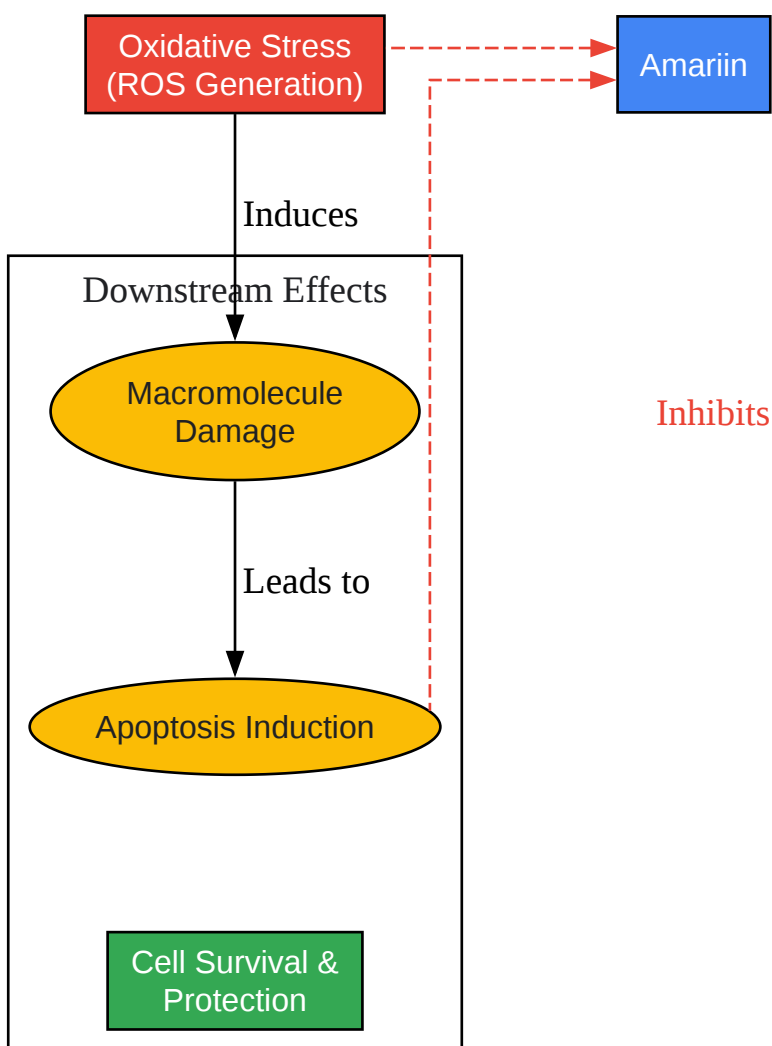 Oxidative Stress
(ROS Generation)
Amariin
Induces
Downstream Effects
Macromolecule
Damage
Inhibits
Leads to
Apoptosis Induction
Cell Survival &
Protection